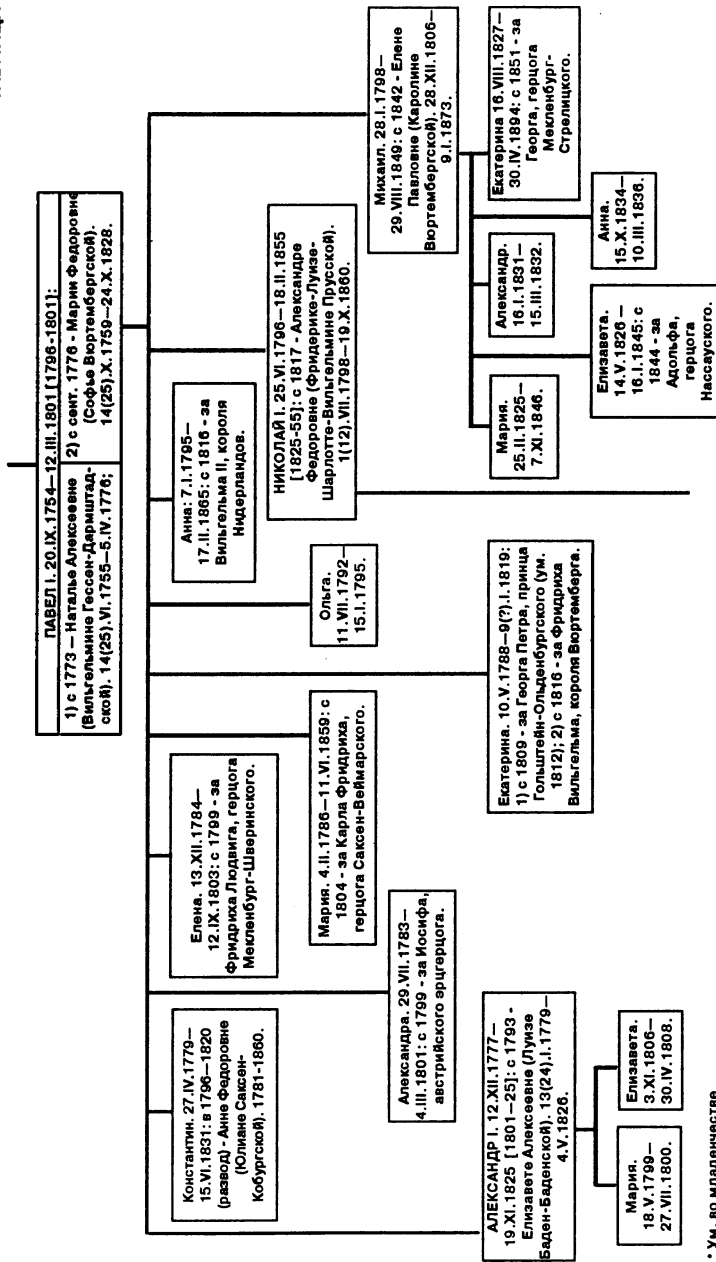 ПАВЕЛ I. 20.IX.1754—12.III.1801 [1796-1801]:
1) с 1773 — Наталье Алексеевне
(Вильгельмине Гессен-Дармштад-
ской). 14(25).VI.1755—5.IV.1776;
2) с сент. 1776 - Марии Федоровне
(Софье Вюртембергской).
14(25).X.1759—24.X.1828.
Константин. 27.IV.1779—
15.VI.1831: в 1796—1820
(развод) - Анне Федоровне
(Юлиане Саксен-
Кобургской). 1781-1860.
Елена. 13.XII.1784—
12.IX.1803: с 1799 - за
Фридриха Людвига, герцога
Мекленбург-Шверинского.
Анна: 7.I.1795—
17.II.1865: с 1816 - за
Вильгельма II, короля
Нидерландов.
НИКОЛАЙ I. 25.VI.1796—18.II.1855
[1825-55]: с 1817 - Александре
Федоровне (Фридерике-Луизе-
Шарлотте-Вильгельмине Прусской).
1(12).VII.1798—19.X.1860.
Михаил. 28.I.1798—
29.VIII.1849: с 1842 - Елене
Павловне (Каролине
Вюртембергской). 28.XII.1806—
9.I.1873.
Александра. 29.VII.1783—
4.III.1801: с 1799 - за Иосифа,
австрийского эрцгерцога.
Мария. 4.II.1786—11.VI.1859: с
1804 - за Карла Фридриха,
герцога Саксен-Веймарского.
Ольга.
11.VII.1792—
15.I.1795.
АЛЕКСАНДР I. 12.XII.1777—
19.XI.1825 [1801—25]: с 1793 -
Елизавете Алексеевне (Луизе
Баден-Баденской). 13(24).I.1779—
4.V.1826.
Екатерина. 10.V.1788—9(?).I.1819:
1) с 1809 - за Георга Петра, принца
Гольштейн-Ольденбургского (ум.
1812); 2) с 1816 - за Фридриха
Вильгельма, короля Вюртемберга.
Мария.
25.II.1825—
7.XI.1846.
Александр.
16.I.1831—
15.III.1832.
Екатерина 16.VIII.1827—
30.IV.1894: с 1851 - за
Георга, герцога
Мекленбург-
Стрелицкого.
Елизавета.
14.V.1826 —
16.I.1845: с
1844 - за
Адольфа,
герцога
Нассауского.
Анна.
15.X.1834—
10.III.1836.
Мария.
18.V.1799—
27.VII.1800.
Елизавета.
3.XI.1806—
30.IV.1808.
* Ум. во младенчестве